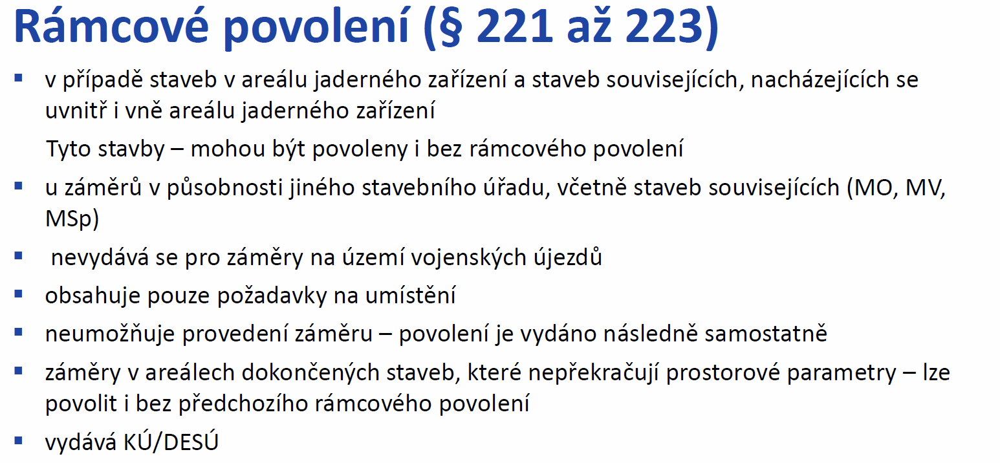 Rámcové povolení (§ 221 až 223)
▪ v případě staveb v areálu jaderného zařízení a staveb souvisejících, nacházejících se
uvnitř i vně areálu jaderného zařízení
Tyto stavby – mohou být povoleny i bez rámcového povolení
▪ u záměrů v působnosti jiného stavebního úřadu, včetně staveb souvisejících (MO, MV,
MSp)
▪ nevydává se pro záměry na území vojenských újezdů
▪ obsahuje pouze požadavky na umístění
▪ neumožňuje provedení záměru – povolení je vydáno následně samostatně
▪ záměry v areálech dokončených staveb, které nepřekračují prostorové parametry – lze
povolit i bez předchozího rámcového povolení
▪ vydává KÚ/DESÚ